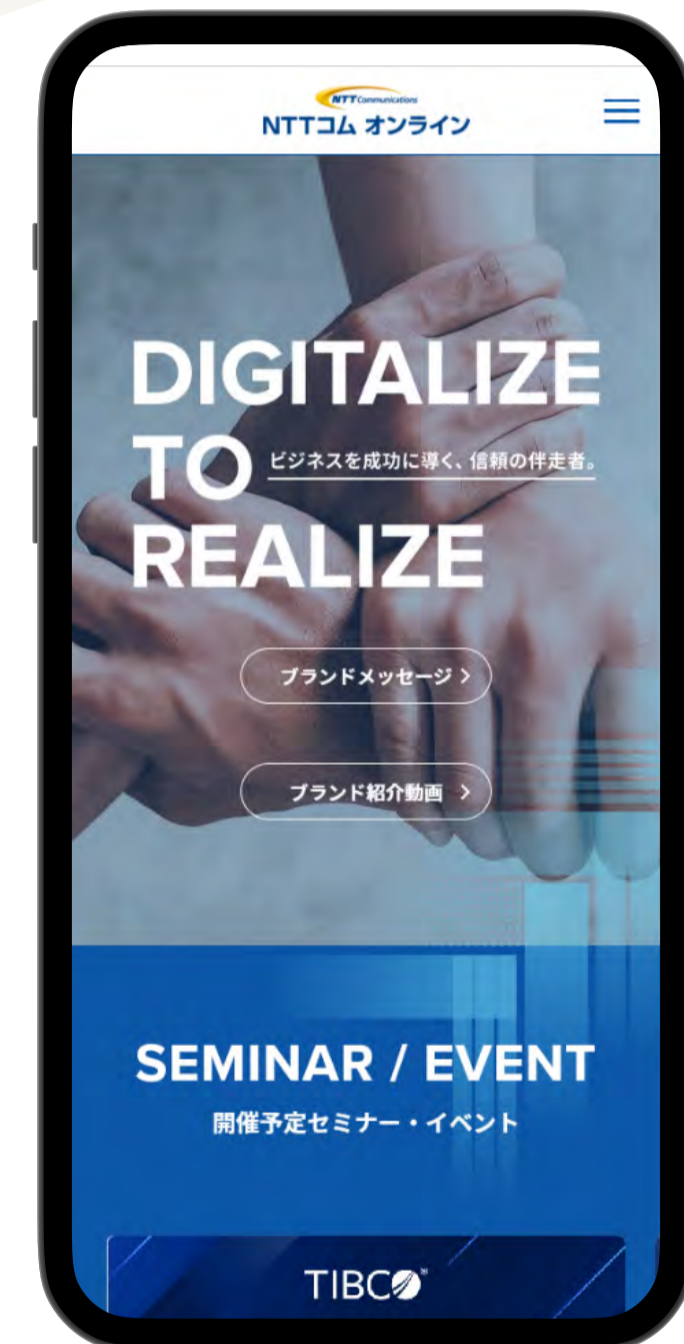 NTT Communications
NTTコム オンライン
DIGITALIZE
TO ビジネスを成功に導く、信頼の伴走者。
REALIZE
ブランドメッセージ
ブランド紹介動画
SEMINAR / EVENT
開催予定セミナー・イベント
TIBCO®